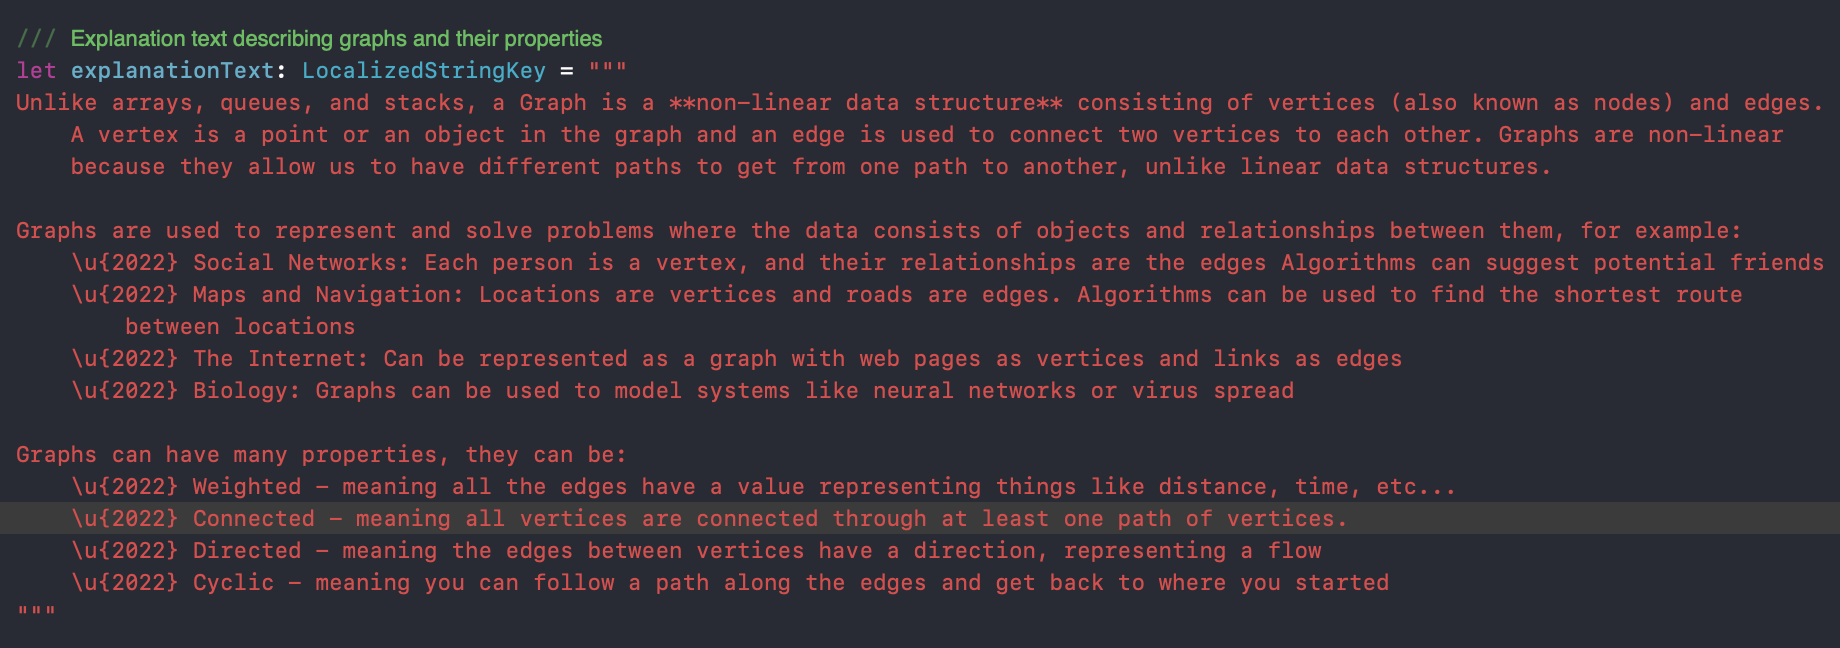 /// Explanation text describing graphs and their properties
let explanationText: LocalizedStringKey = """
Unlike arrays, queues, and stacks, a Graph is a **non-linear data structure** consisting of vertices (also known as nodes) and edges.
A vertex is a point or an object in the graph and an edge is used to connect two vertices to each other. Graphs are non-linear
because they allow us to have different paths to get from one path to another, unlike linear data structures.
Graphs are used to represent and solve problems where the data consists of objects and relationships between them, for example:
\u{2022} Social Networks: Each person is a vertex, and their relationships are the edges Algorithms can suggest potential friends
\u{2022} Maps and Navigation: Locations are vertices and roads are edges. Algorithms can be used to find the shortest route
between locations
\u{2022} The Internet: Can be represented as a graph with web pages as vertices and links as edges
\u{2022} Biology: Graphs can be used to model systems like neural networks or virus spread
Graphs can have many properties, they can be:
\u{2022} Weighted - meaning all the edges have a value representing things like distance, time, etc...
\u{2022} Connected - meaning all vertices are connected through at least one path of vertices.
\u{2022} Directed - meaning the edges between vertices have a direction, representing a flow
\u{2022} Cyclic - meaning you can follow a path along the edges and get back to where you started
"""